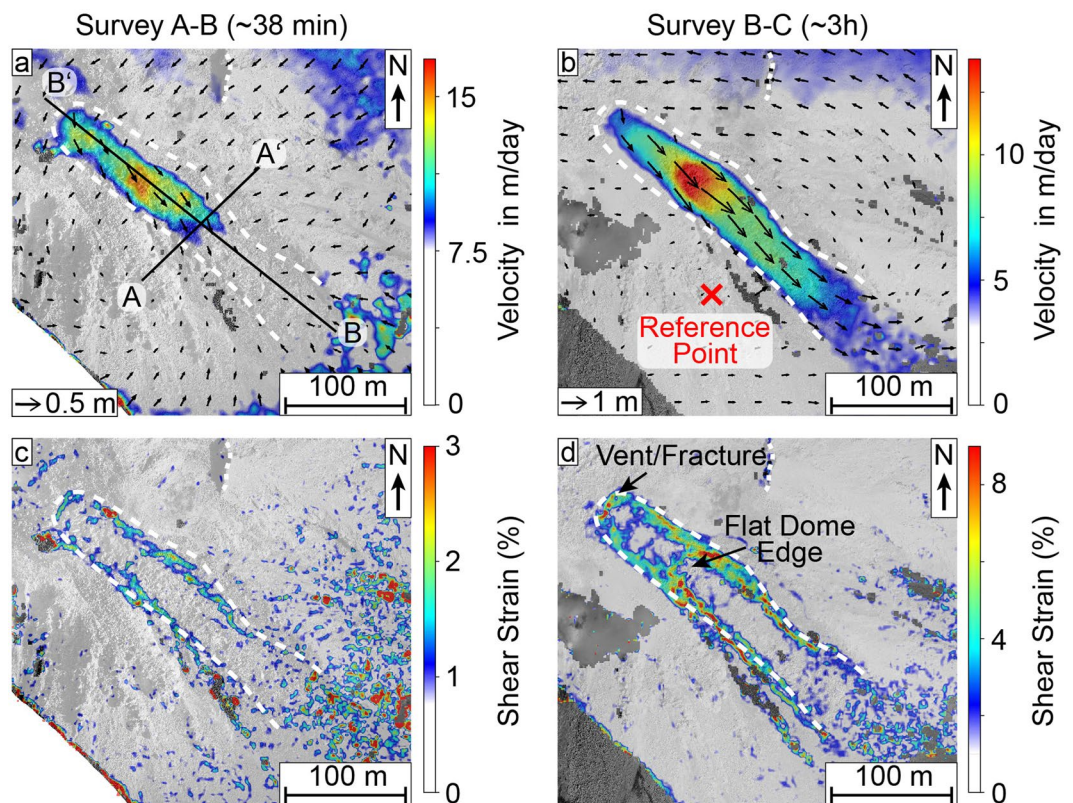 Survey A-B (~38 min)
Survey B-C (~3h)
a
B'
A'
A
B
N
→ 0.5 m
100 m
15
7.5
0
Velocity in m/day
b
N
Reference
Point
→ 1 m
100 m
10
5
0
Velocity in m/day
c
N
100 m
3
2
1
0
Shear Strain (%)
d
Vent/Fracture
Flat Dome
Edge
N
100 m
8
4
0
Shear Strain (%)